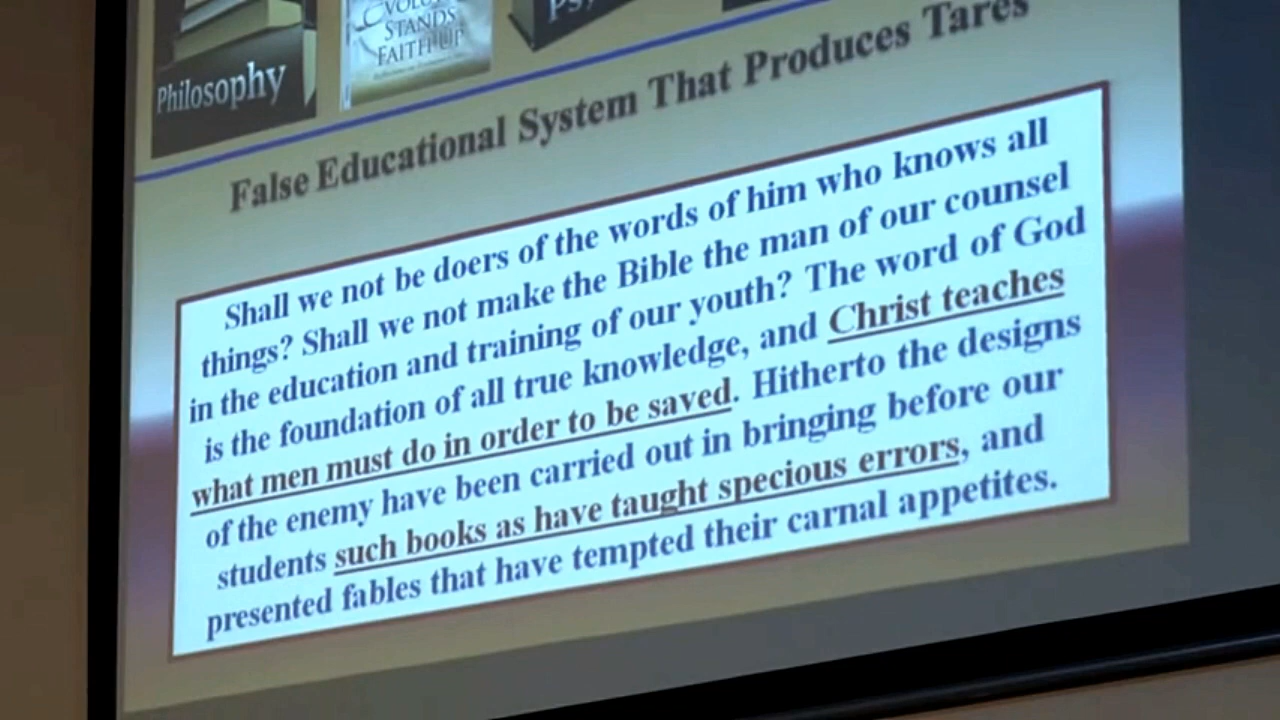 Philosophy
STANDS
FAITH UP
False Educational System That Produces Tares
Shall we not be doers of the words of him who knows all
things? Shall we not make the Bible the man of our counsel
in the education and training of our youth? The word of God
is the foundation of all true knowledge, and Christ teaches
what men must do in order to be saved. Hitherto the designs
of the enemy have been carried out in bringing before our
students such books as have taught specious errors, and
presented fables that have tempted their carnal appetites.